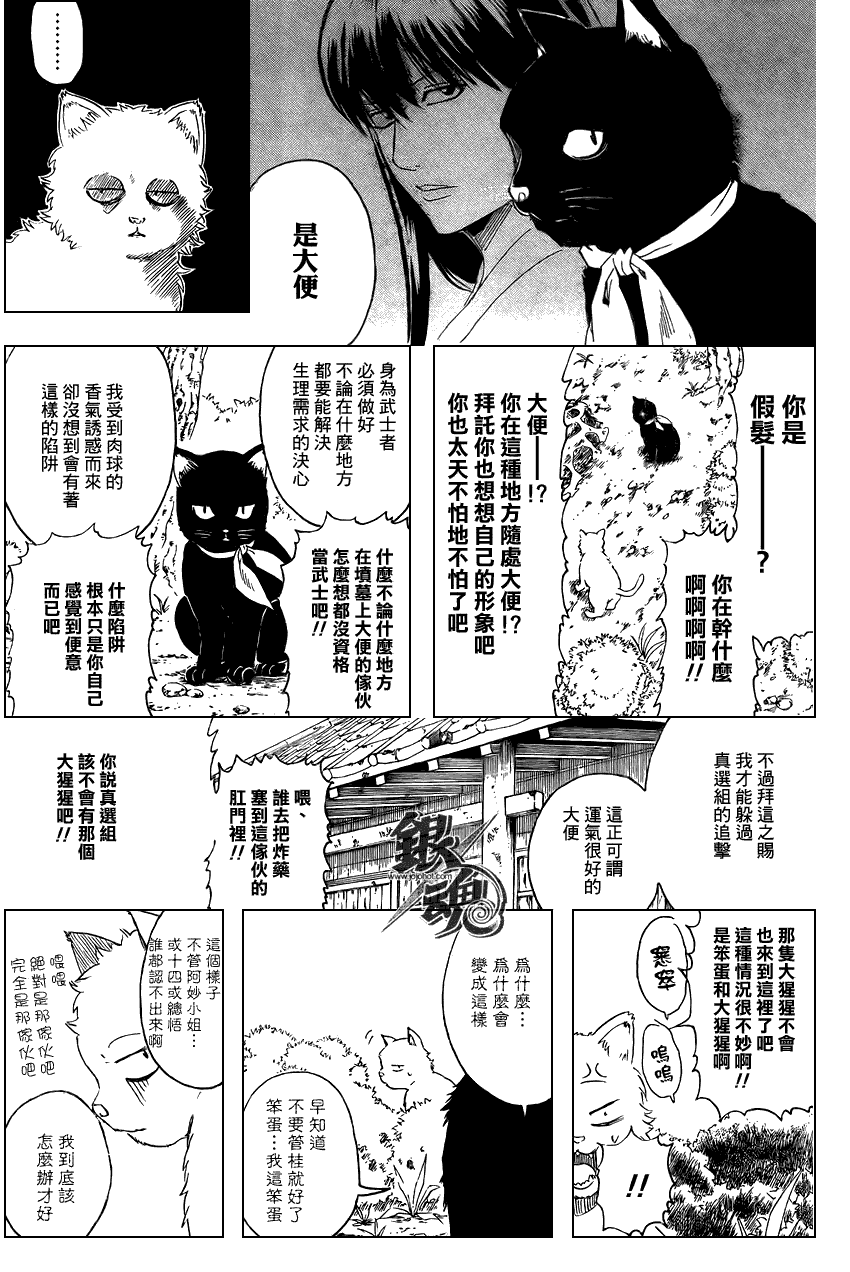 是大便
………
你是
假髮——？
你在幹什麼
啊啊啊啊!!
大便——!?
你在這種地方隨處大便!?
拜託你也想想自己的形象吧
你也太天不怕地不怕了吧
身為武士者
必須做好
不論在什麼地方
都要能解決
生理需求的決心
什麼不論什麼地方
在墳墓上大便的傢伙
怎麼想都沒資格
當武士吧!!
我受到肉球的
香氣誘惑而來
卻沒想到會有著
這樣的陷阱
什麼陷阱
根本只是你自己
感覺到便意
而已吧
不過拜這之賜
我才能躲過
真選組的追擊
這正可謂
運氣很好的
大便
喂、
誰去把炸藥
塞到這傢伙的
肛門裡!!
你說真選組
該不會有那個
大猩猩吧!!
銀魂
www.jojohot.com
那隻大猩猩不會
也來到這裡了吧
這種情況很不妙啊!!
是笨蛋和大猩猩啊
窸窣
嗚嗚
!!
爲什麼…
爲什麼會
變成這樣
早知道
不要管桂就好了
笨蛋…我這笨蛋
這個樣子
不管阿妙小姐…
或十四或總悟
誰都認不出來啊
喂喂
絕對是那傢伙吧
完全是那傢伙吧
我到底該
怎麼辦才好